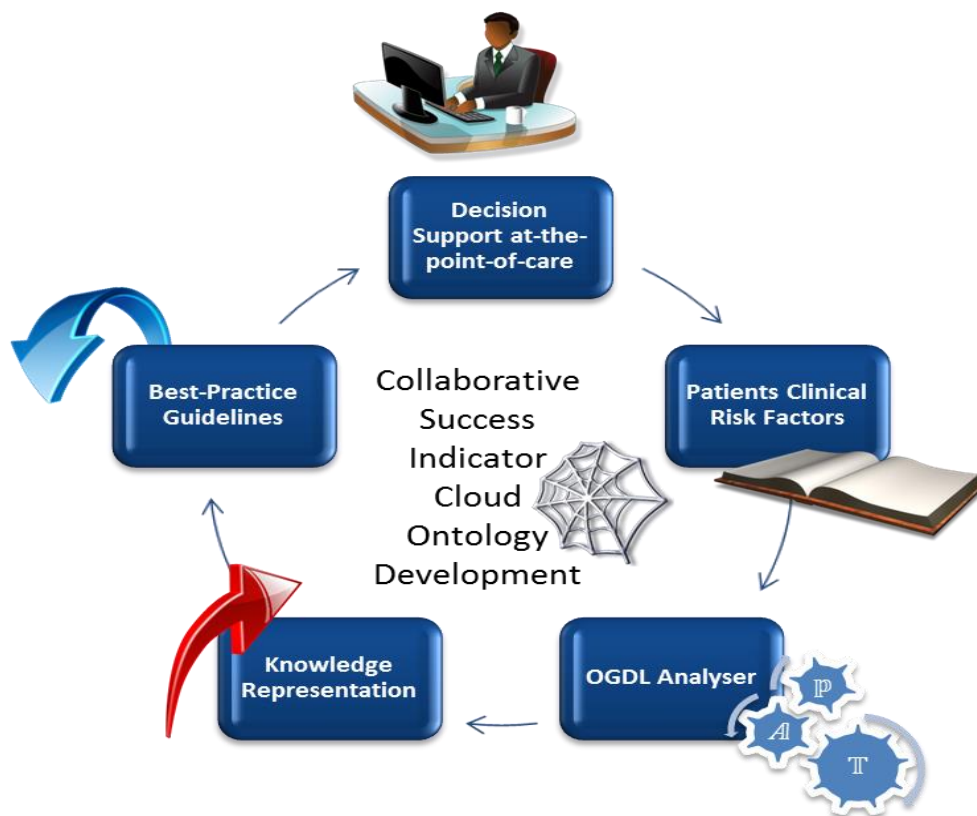 Decision
Support at-the-
point-of-care
Best-Practice
Guidelines
Patients Clinical
Risk Factors
Collaborative
Success
Indicator
Cloud
Ontology
Development
Knowledge
Representation
OGDL Analyser
P
A
T